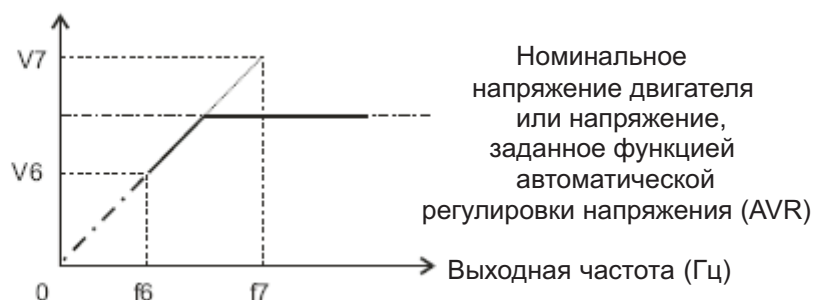 V7
Номинальное
напряжение двигателя
или напряжение,
заданное функцией
автоматической
регулировки напряжения (AVR)
V6
Выходная частота (Гц)
0 f6 f7